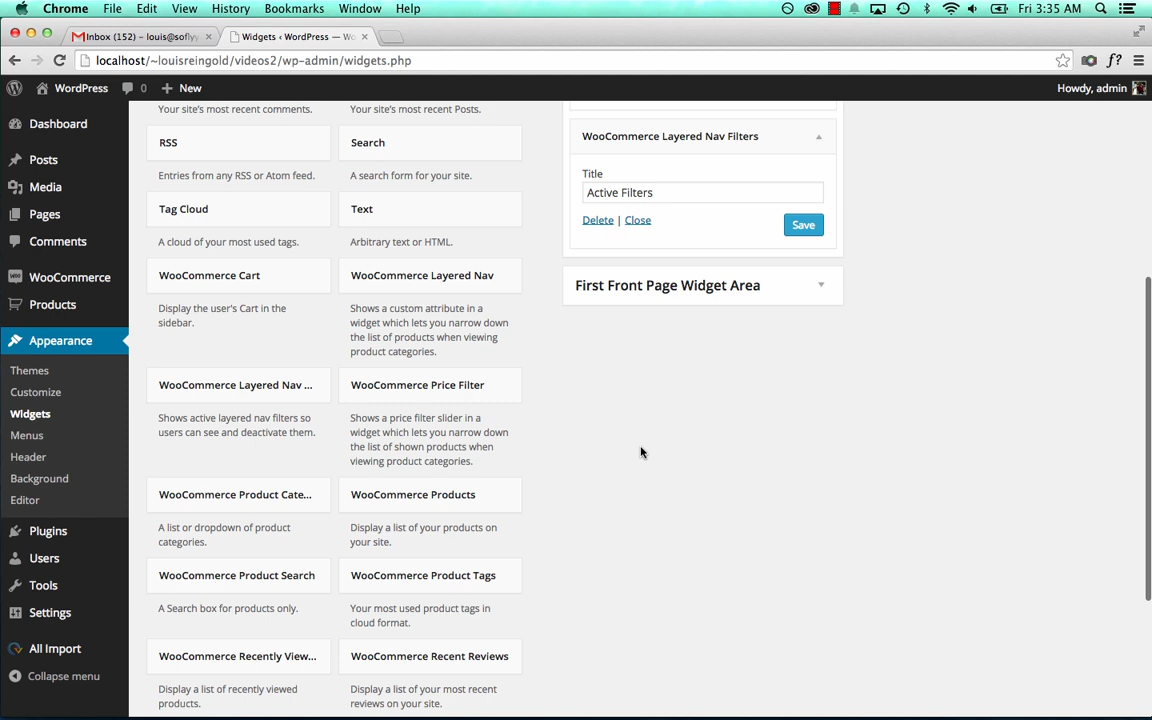 Chrome File Edit View History Bookmarks Window Help Fri 3:35 AM
Inbox (152) – louis@soflyy × Widgets ‹ WordPress — Wo ×
localhost/~louisreingold/videos2/wp-admin/widgets.php f?
WordPress 0 + New Howdy, admin
Dashboard
Posts
Media
Pages
Comments
WooCommerce
Products
Appearance
Themes
Customize
Widgets
Menus
Header
Background
Editor
Plugins
Users
Tools
Settings
All Import
Collapse menu
Your site's most recent comments.
Your site's most recent Posts.
RSS
Search
Entries from any RSS or Atom feed.
A search form for your site.
Tag Cloud
Text
A cloud of your most used tags.
Arbitrary text or HTML.
WooCommerce Cart
WooCommerce Layered Nav
Display the user's Cart in the
sidebar.
Shows a custom attribute in a
widget which lets you narrow down
the list of products when viewing
product categories.
WooCommerce Layered Nav ...
WooCommerce Price Filter
Shows active layered nav filters so
users can see and deactivate them.
Shows a price filter slider in a
widget which lets you narrow down
the list of shown products when
viewing product categories.
WooCommerce Product Cate...
WooCommerce Products
A list or dropdown of product
categories.
Display a list of your products on
your site.
WooCommerce Product Search
WooCommerce Product Tags
A Search box for products only.
Your most used product tags in
cloud format.
WooCommerce Recently View...
WooCommerce Recent Reviews
Display a list of recently viewed
products.
Display a list of your most recent
reviews on your site.
WooCommerce Layered Nav Filters
Title
Active Filters
Delete | Close Save
First Front Page Widget Area